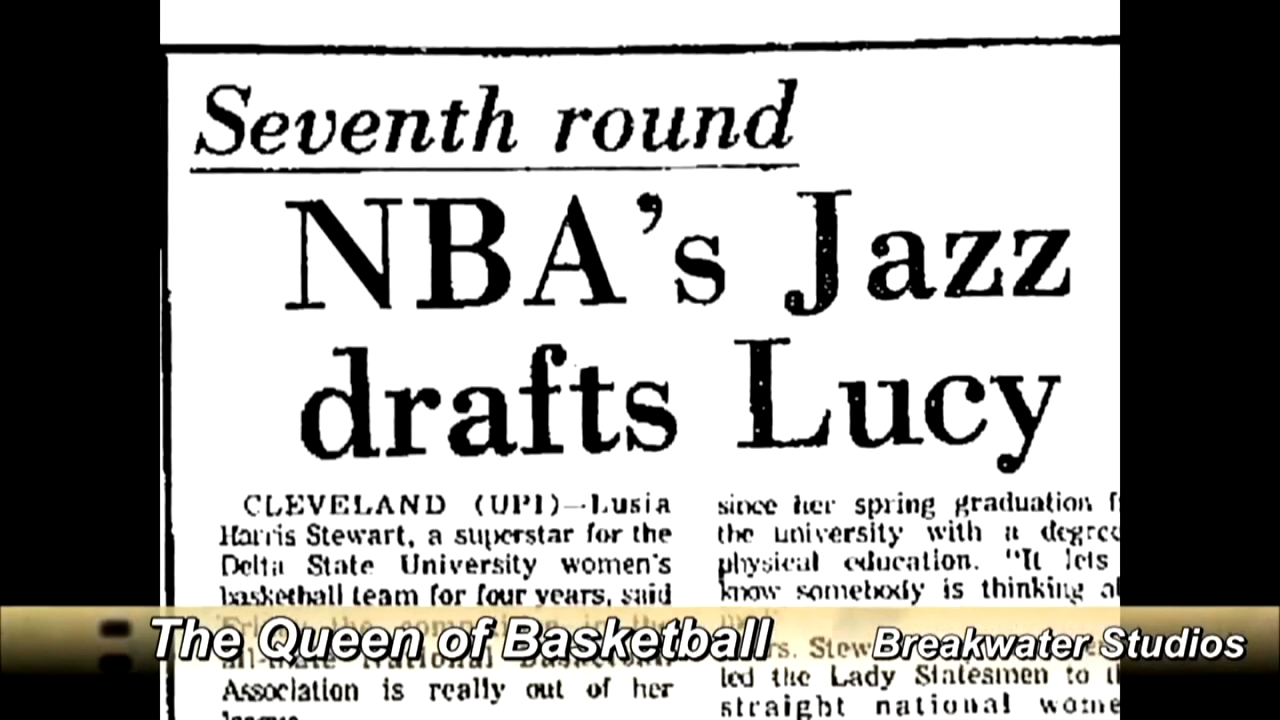 Seventh round
NBA's Jazz
drafts Lucy
CLEVELAND (UPI)—Lusia
Harris Stewart, a superstar for the
Delta State University women's
basketball team for four years, said
Association is really out of her
since her spring graduation
the university with a
physical education. "It lets
know somebody is thinking
led the Lady Statesmen to
straight national
The Queen of Basketball
Breakwater Studios